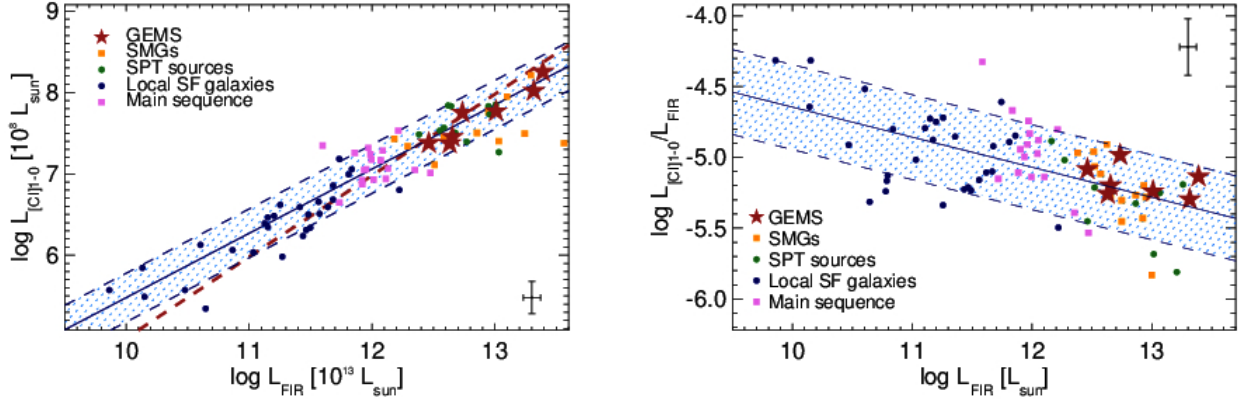 9
8
7
6
log L[CI]1-0 [10⁸ Lsun]
GEMS
SMGs
SPT sources
Local SF galaxies
Main sequence
10 11 12 13
log LFIR [10¹³ Lsun]
-4.0
-4.5
-5.0
-5.5
-6.0
log L[CI]1-0/LFIR
GEMS
SMGs
SPT sources
Local SF galaxies
Main sequence
10 11 12 13
log LFIR [Lsun]